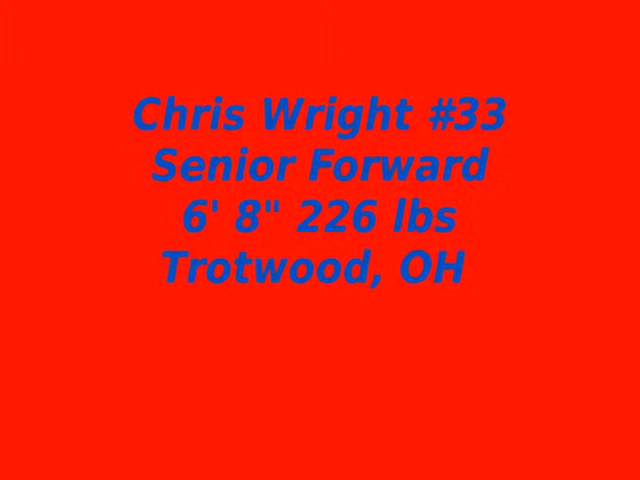 Chris Wright #33
Senior Forward
6' 8" 226 lbs
Trotwood, OH